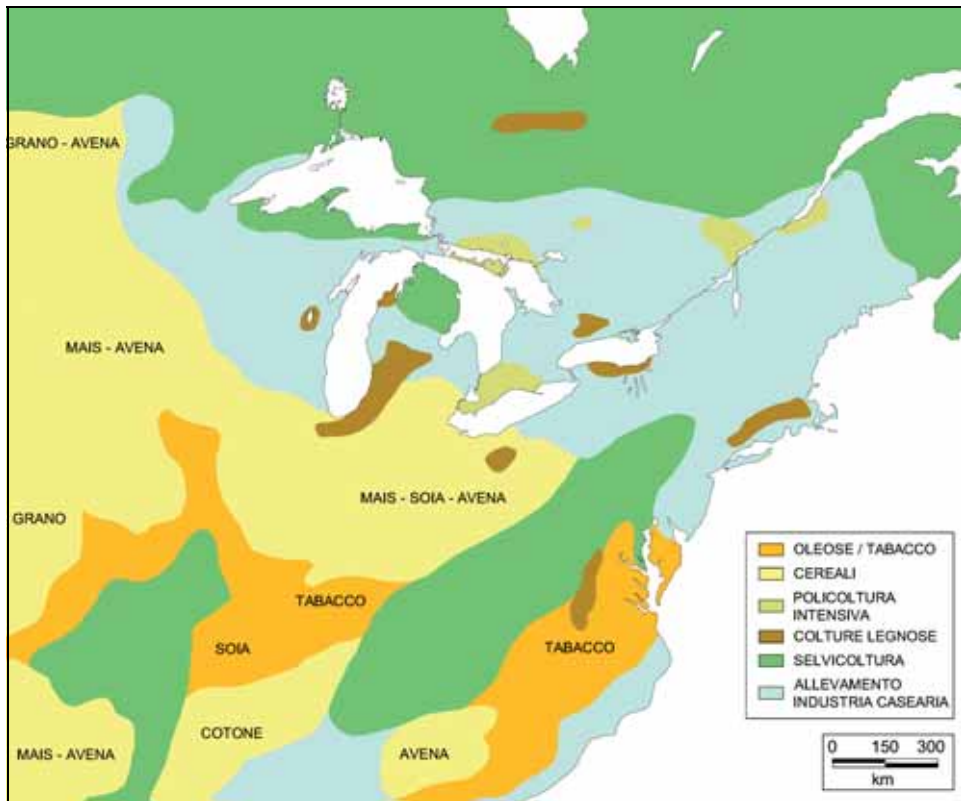 GRANO - AVENA
MAIS - AVENA
GRANO
MAIS - SOIA - AVENA
TABACCO
SOIA
TABACCO
COTONE
MAIS - AVENA
AVENA
OLEOSE / TABACCO
CEREALI
POLICOLTURA
INTENSIVA
COLTURE LEGNOSE
SELVICOLTURA
ALLEVAMENTO
INDUSTRIA CASEARIA
0 150 300
km